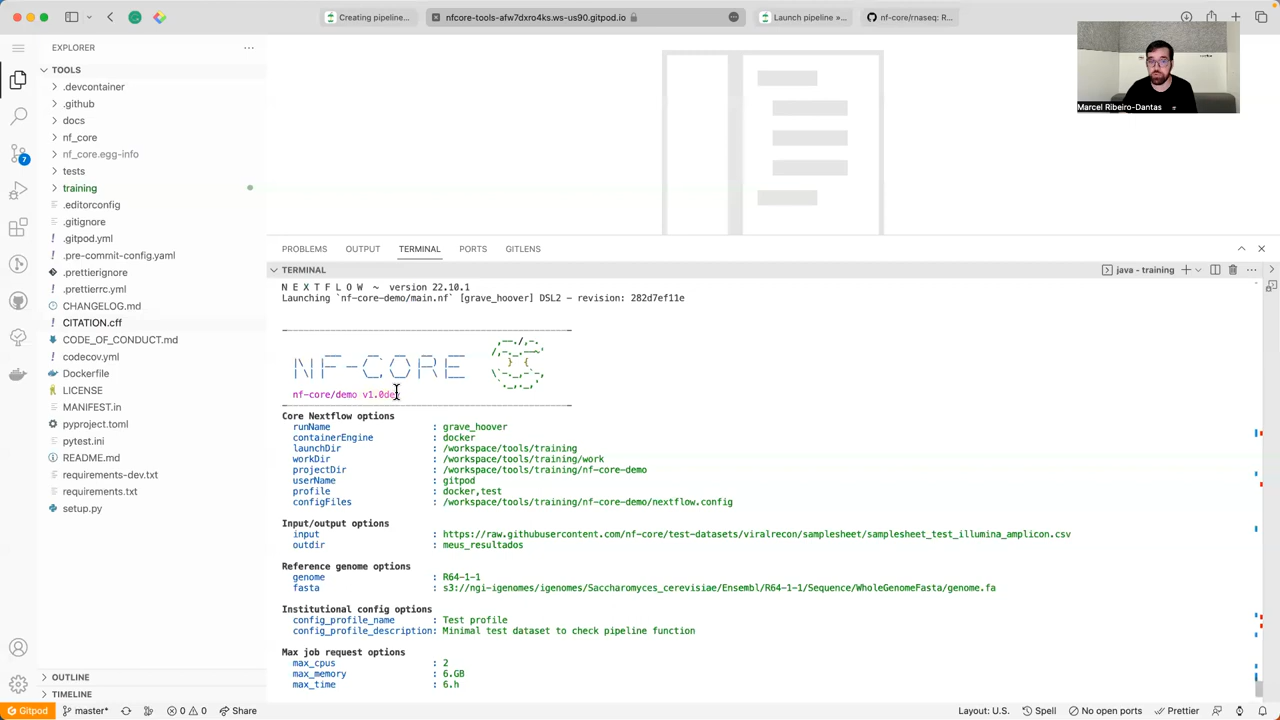 Creating pipeline...
nfcore-tools-afw7dxro4ks.ws-us90.gitpod.io
Launch pipeline »...
nf-core/rnaseq: R...
Marcel Ribeiro-Dantas
EXPLORER
TOOLS
.devcontainer
.github
docs
nf_core
nf_core.egg-info
tests
training
.editorconfig
.gitignore
.gitpod.yml
.pre-commit-config.yaml
.prettierignore
.prettierrc.yml
CHANGELOG.md
CITATION.cff
CODE_OF_CONDUCT.md
codecov.yml
Dockerfile
LICENSE
MANIFEST.in
pyproject.toml
pytest.ini
README.md
requirements-dev.txt
requirements.txt
setup.py
OUTLINE
TIMELINE
7
PROBLEMS OUTPUT TERMINAL PORTS GITLENS
TERMINAL
java - training
N E X T F L O W ~ version 22.10.1
Launching `nf-core-demo/main.nf` [grave_hoover] DSL2 - revision: 282d7ef11e
NF-CORE
nf-core/demo v1.0dev
Core Nextflow options
runName : grave_hoover
containerEngine : docker
launchDir : /workspace/tools/training
workDir : /workspace/tools/training/work
projectDir : /workspace/tools/training/nf-core-demo
userName : gitpod
profile : docker,test
configFiles : /workspace/tools/training/nf-core-demo/nextflow.config
Input/output options
input : https://raw.githubusercontent.com/nf-core/test-datasets/viralrecon/samplesheet/samplesheet_test_illumina_amplicon.csv
outdir : meus_resultados
Reference genome options
genome : R64-1-1
fasta : s3://ngi-igenomes/igenomes/Saccharomyces_cerevisiae/Ensembl/R64-1-1/Sequence/WholeGenomeFasta/genome.fa
Institutional config options
config_profile_name : Test profile
config_profile_description: Minimal test dataset to check pipeline function
Max job request options
max_cpus : 2
max_memory : 6.GB
max_time : 6.h
Gitpod
master*
0 0
Share
Layout: U.S.
Spell
No open ports
Prettier